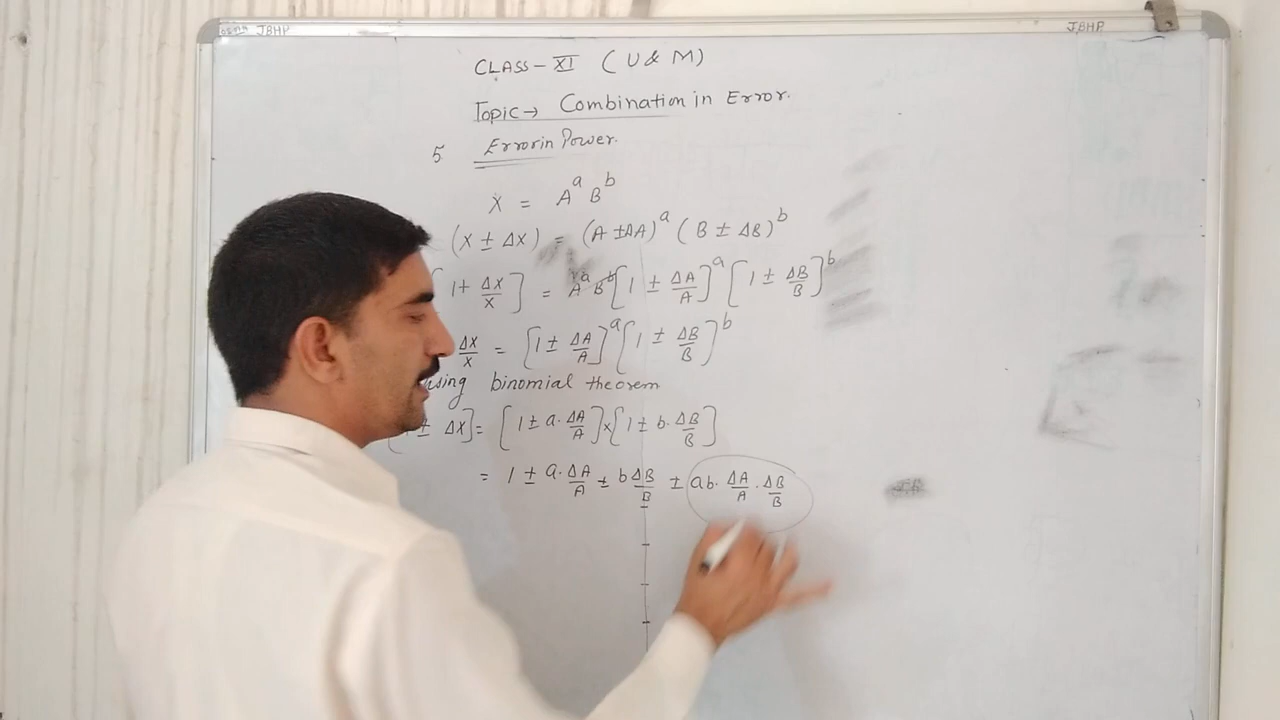 JBHP
JBHP
CLASS - XI (U & M)
Topic → Combination in Error.
5 Error in Power.
X = A^a B^b
(X ± ΔX) = (A ± ΔA)^a (B ± ΔB)^b
[1 + ΔX/X] = A^a B^b [1 ± ΔA/A]^a [1 ± ΔB/B]^b
ΔX/X = [1 ± ΔA/A]^a [1 ± ΔB/B]^b
using binomial theorem
± ΔX] = [1 ± a. ΔA/A] × [1 ± b. ΔB/B]
= 1 ± a. ΔA/A ± b ΔB/B ± ab. ΔA/A . ΔB/B